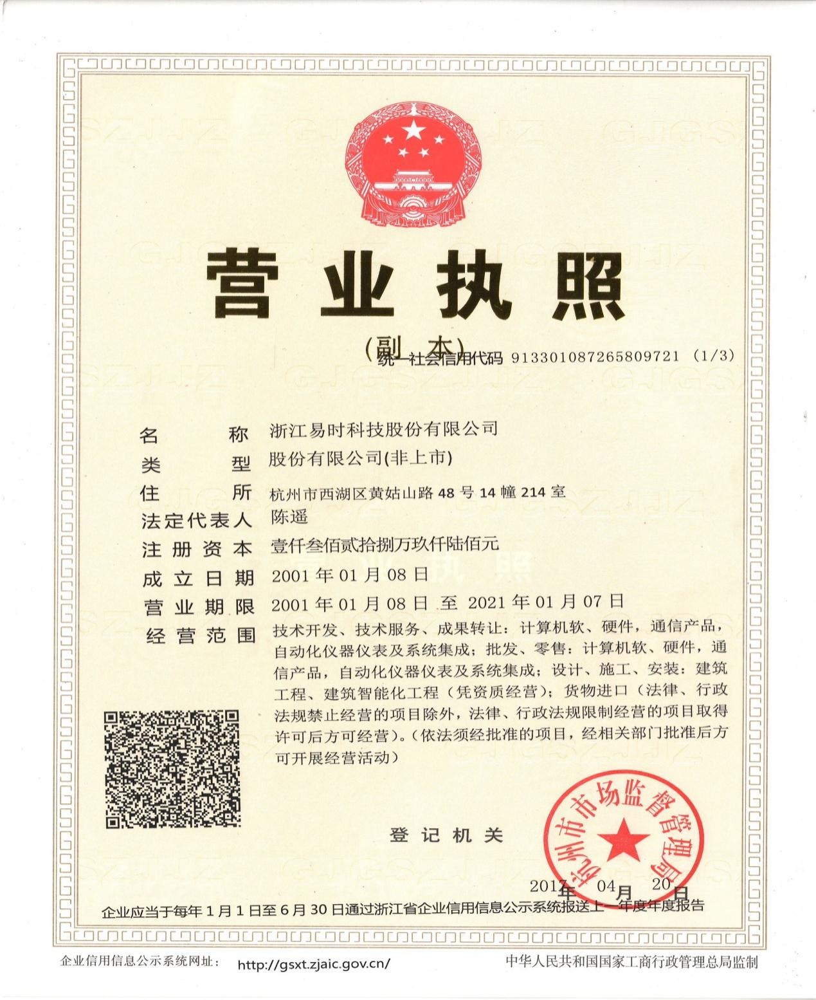 营业执照
(副 本)
统一社会信用代码 913301087265809721 (1/3)
名 称 浙江易时科技股份有限公司
类 型 股份有限公司(非上市)
住 所 杭州市西湖区黄姑山路 48 号 14 幢 214 室
法定代表人 陈遥
注册资本 壹仟叁佰贰拾捌万玖仟陆佰元
成立日期 2001 年 01 月 08 日
营业期限 2001 年 01 月 08 日 至 2021 年 01 月 07 日
经营范围 技术开发、技术服务、成果转让：计算机软、硬件，通信产品，
自动化仪器仪表及系统集成；批发、零售：计算机软、硬件，通
信产品，自动化仪器仪表及系统集成；设计、施工、安装：建筑
工程、建筑智能化工程（凭资质经营）；货物进口（法律、行政
法规禁止经营的项目除外，法律、行政法规限制经营的项目取得
许可后方可经营）。（依法须经批准的项目，经相关部门批准后方
可开展经营活动）
登记机关
杭州市市场监督管理局
2017年 04月 20日
企业应当于每年 1 月 1 日至 6 月 30 日通过浙江省企业信用信息公示系统报送上一年度年度报告
企业信用信息公示系统网址： http://gsxt.zjaic.gov.cn/
中华人民共和国国家工商行政管理总局监制